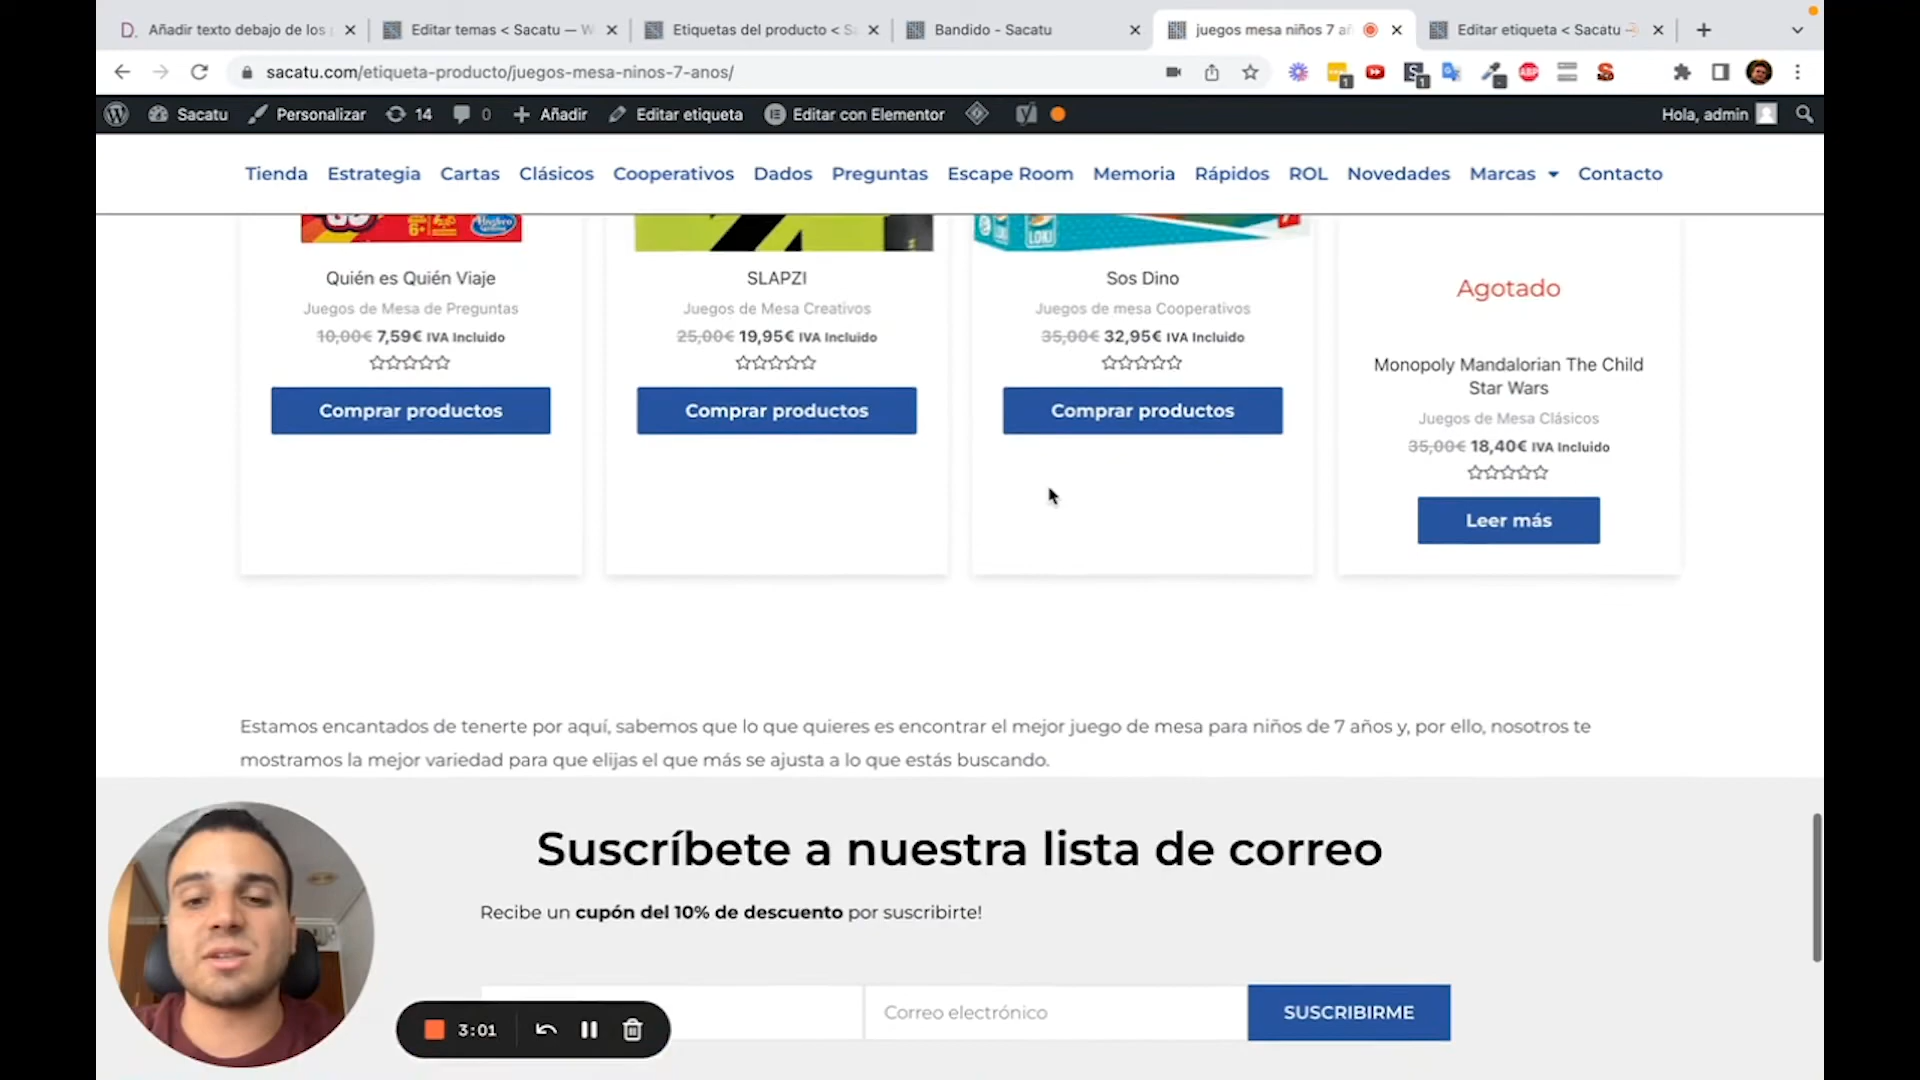 D. Añadir texto debajo de los
Editar temas < Sacatu — W
Etiquetas del producto < S
Bandido - Sacatu
juegos mesa niños 7 añ
Editar etiqueta < Sacatu
sacatu.com/etiqueta-producto/juegos-mesa-ninos-7-anos/
1
1
ABP
Sacatu
Personalizar
14
0
Añadir
Editar etiqueta
Editar con Elementor
Hola, admin
Tienda
Estrategia
Cartas
Clásicos
Cooperativos
Dados
Preguntas
Escape Room
Memoria
Rápidos
ROL
Novedades
Marcas
Contacto
6+
Hasbro
LOKI
Quién es Quién Viaje
Juegos de Mesa de Preguntas
10,00€ 7,59€ IVA Incluido
Comprar productos
SLAPZI
Juegos de Mesa Creativos
25,00€ 19,95€ IVA Incluido
Comprar productos
Sos Dino
Juegos de mesa Cooperativos
35,00€ 32,95€ IVA Incluido
Comprar productos
Agotado
Monopoly Mandalorian The Child
Star Wars
Juegos de Mesa Clásicos
35,00€ 18,40€ IVA Incluido
Leer más
Estamos encantados de tenerte por aquí, sabemos que lo que quieres es encontrar el mejor juego de mesa para niños de 7 años y, por ello, nosotros te
mostramos la mejor variedad para que elijas el que más se ajusta a lo que estás buscando.
Suscríbete a nuestra lista de correo
Recibe un cupón del 10% de descuento por suscribirte!
Correo electrónico
SUSCRIBIRME
3:01